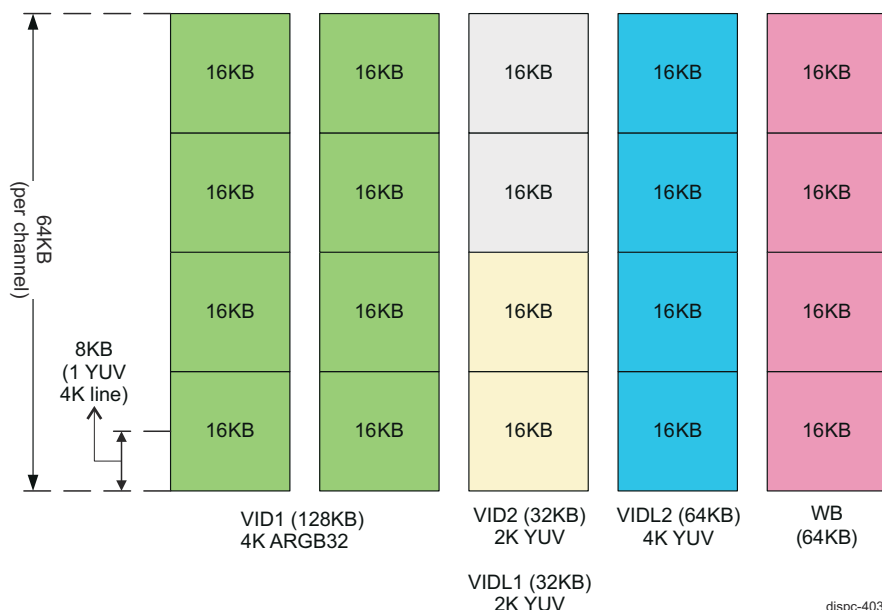 16KB 16KB 16KB 16KB 16KB
16KB 16KB 16KB 16KB 16KB
64KB
(per channel)
16KB 16KB 16KB 16KB 16KB
8KB
(1 YUV
4K line)
16KB 16KB 16KB 16KB 16KB
VID1 (128KB)
4K ARGB32
VID2 (32KB)
2K YUV
VIDL2 (64KB)
4K YUV
WB
(64KB)
VIDL1 (32KB)
2K YUV
dispc-403